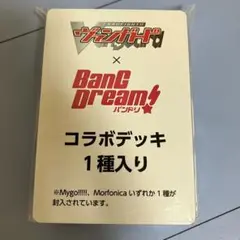 ヴァンガード
Vanguard
×
BanG
Dream!
バンドリ
コラボデッキ
1種入り
※Mygo!!!!!、Morfonica いずれか1種が
封入されています。